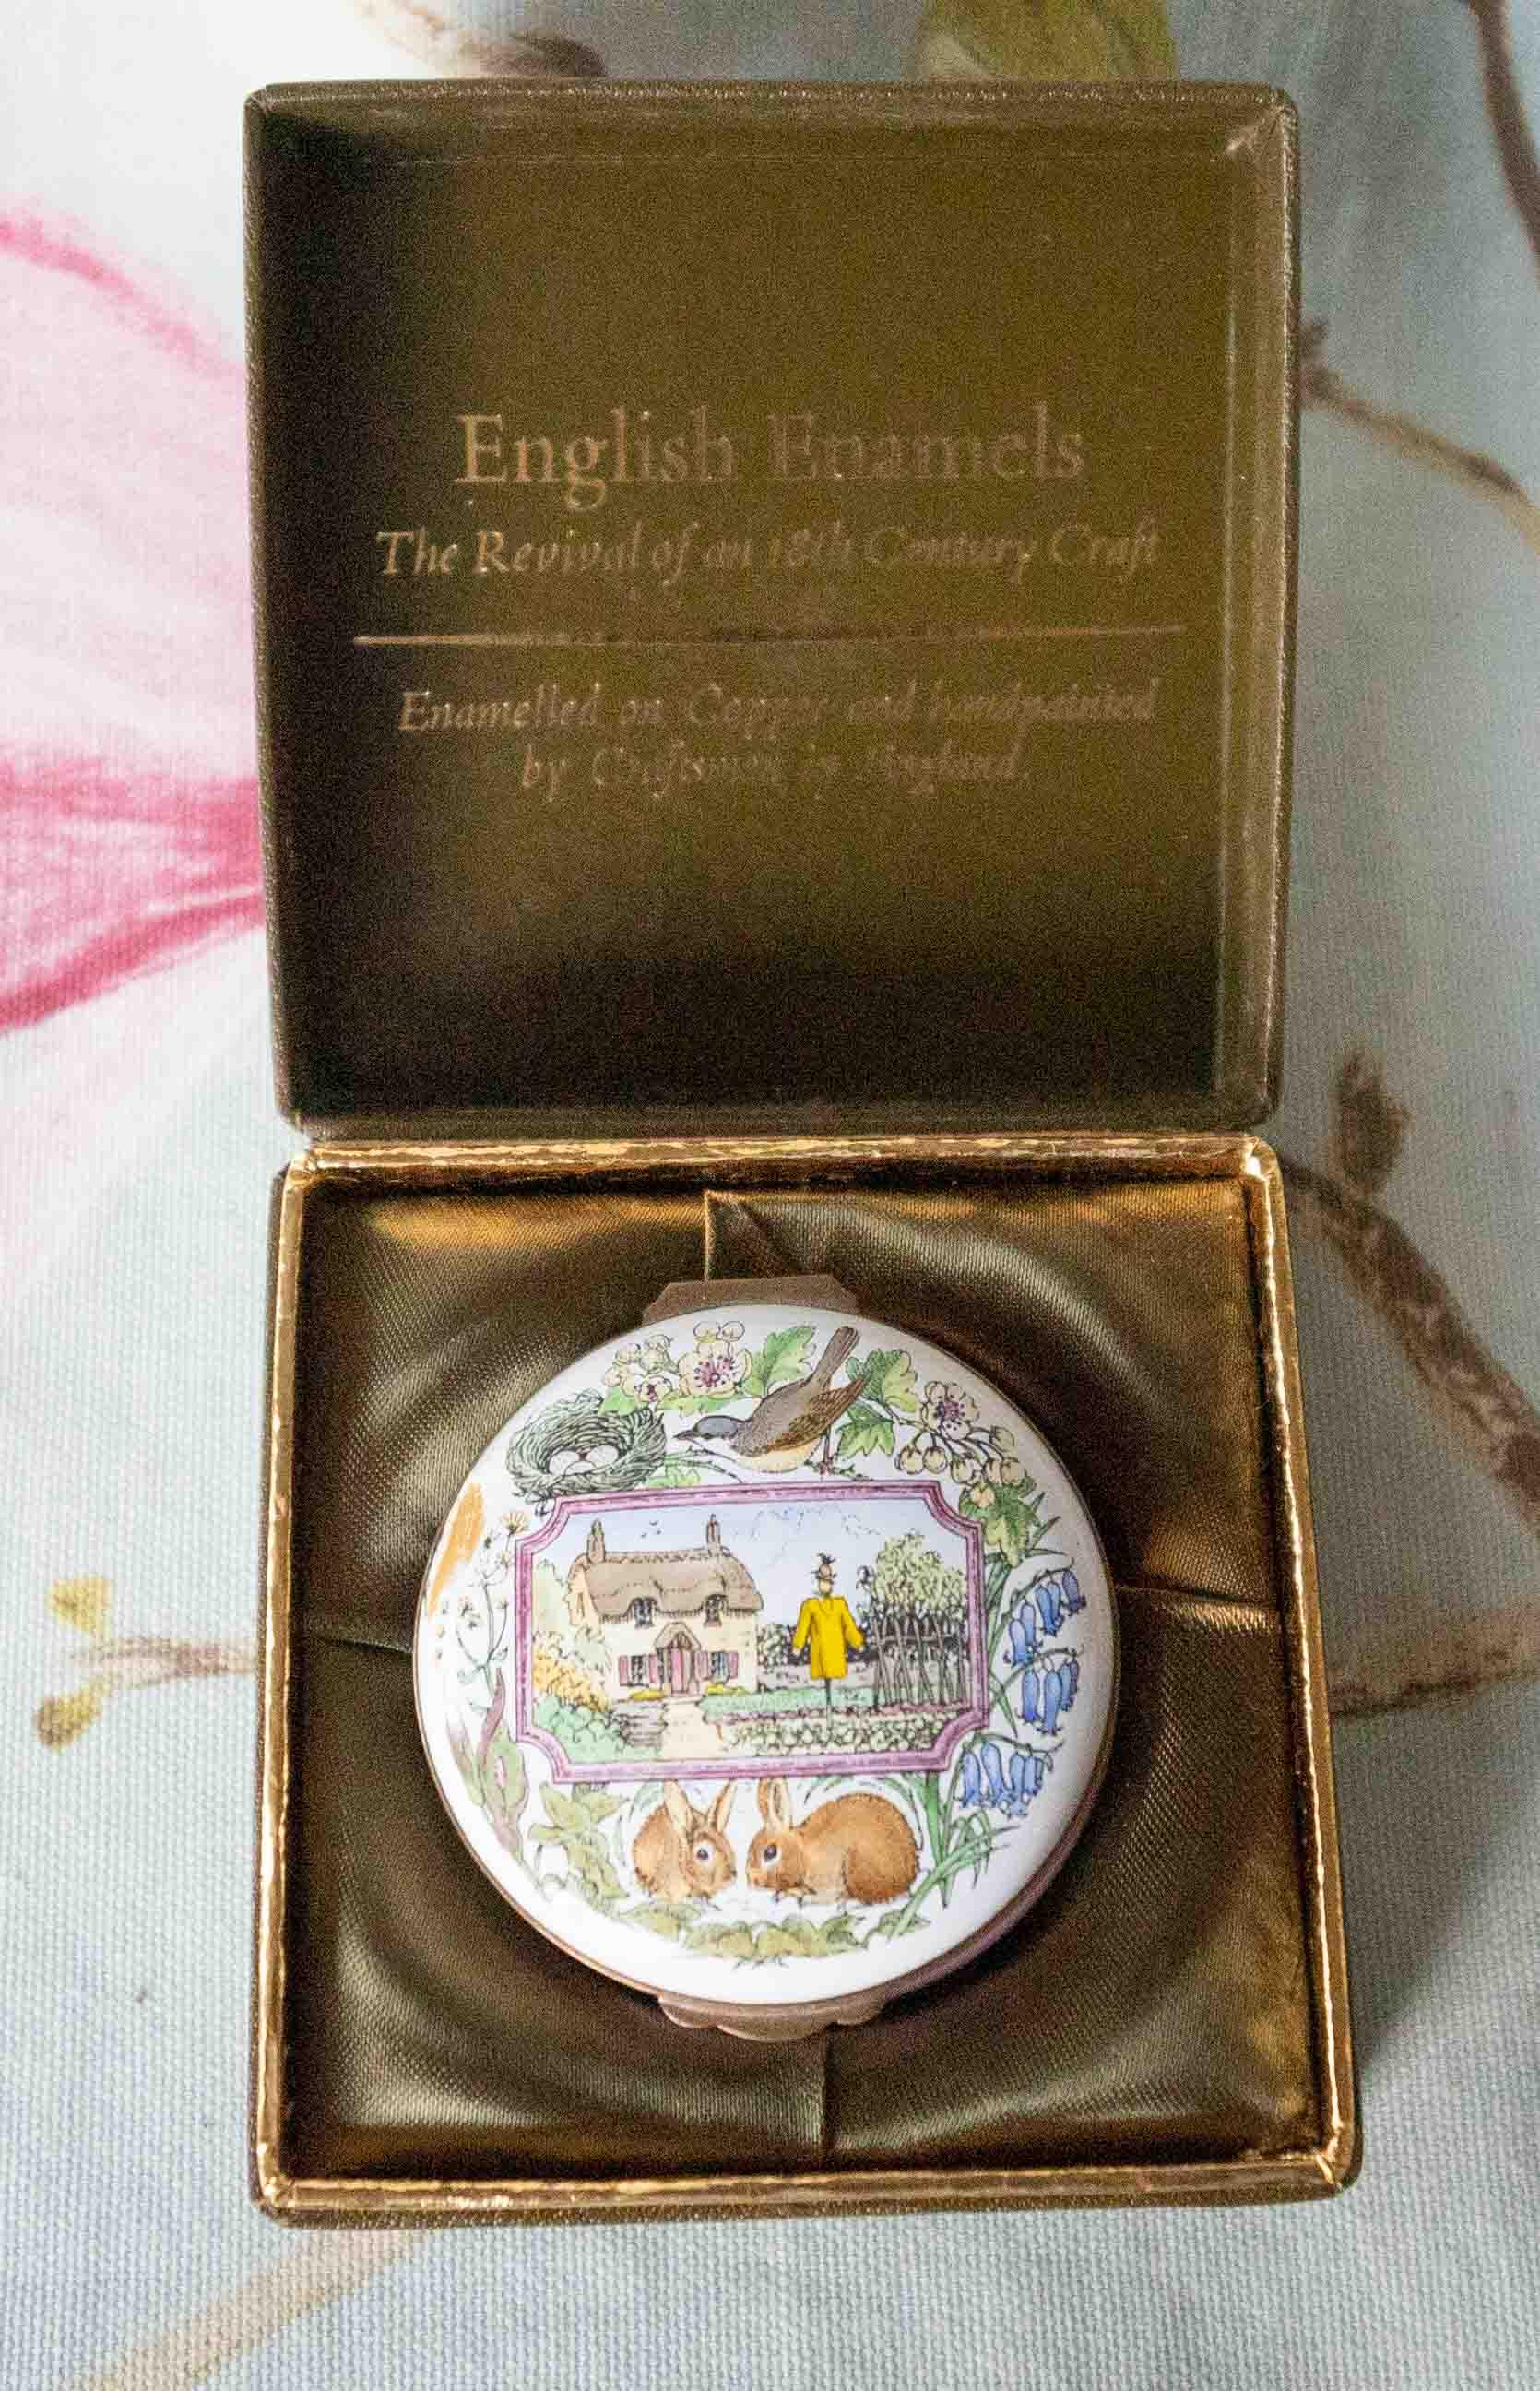 English Enamels
The Revival of an 18th Century Craft
Enamelled on Copper and handpainted
by Craftsmen in England.